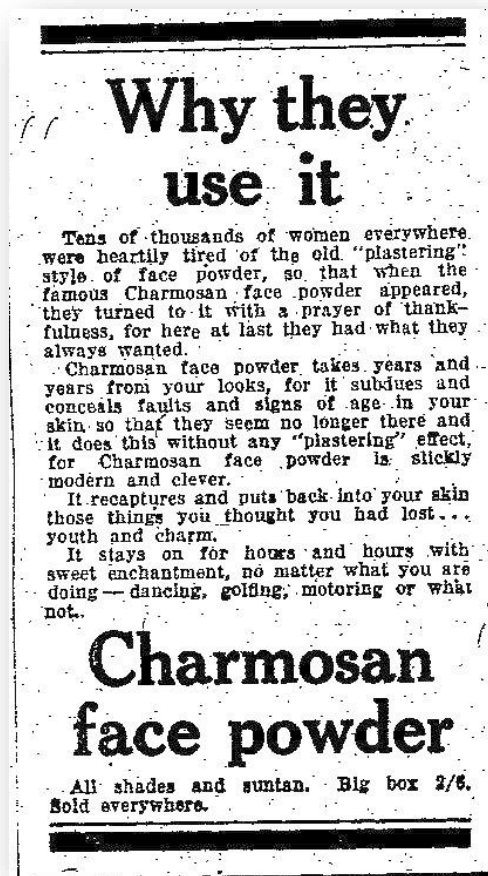 Why they
use it
Tens of thousands of women everywhere
were heartily tired of the old "plastering"
style of face powder, so that when the
famous Charmosan face powder appeared,
they turned to it with a prayer of thank-
fulness, for here at last they had what they
always wanted.
Charmosan face powder takes years and
years from your looks, for it subdues and
conceals faults and signs of age in your
skin so that they seem no longer there and
it does this without any "plastering" effect,
for Charmosan face powder is slickly
modern and clever.
It recaptures and puts back into your skin
those things you thought you had lost...
youth and charm.
It stays on for hours and hours with
sweet enchantment, no matter what you are
doing — dancing, golfing, motoring or what
not.
Charmosan
face powder
All shades and suntan. Big box 2/6.
Sold everywhere.